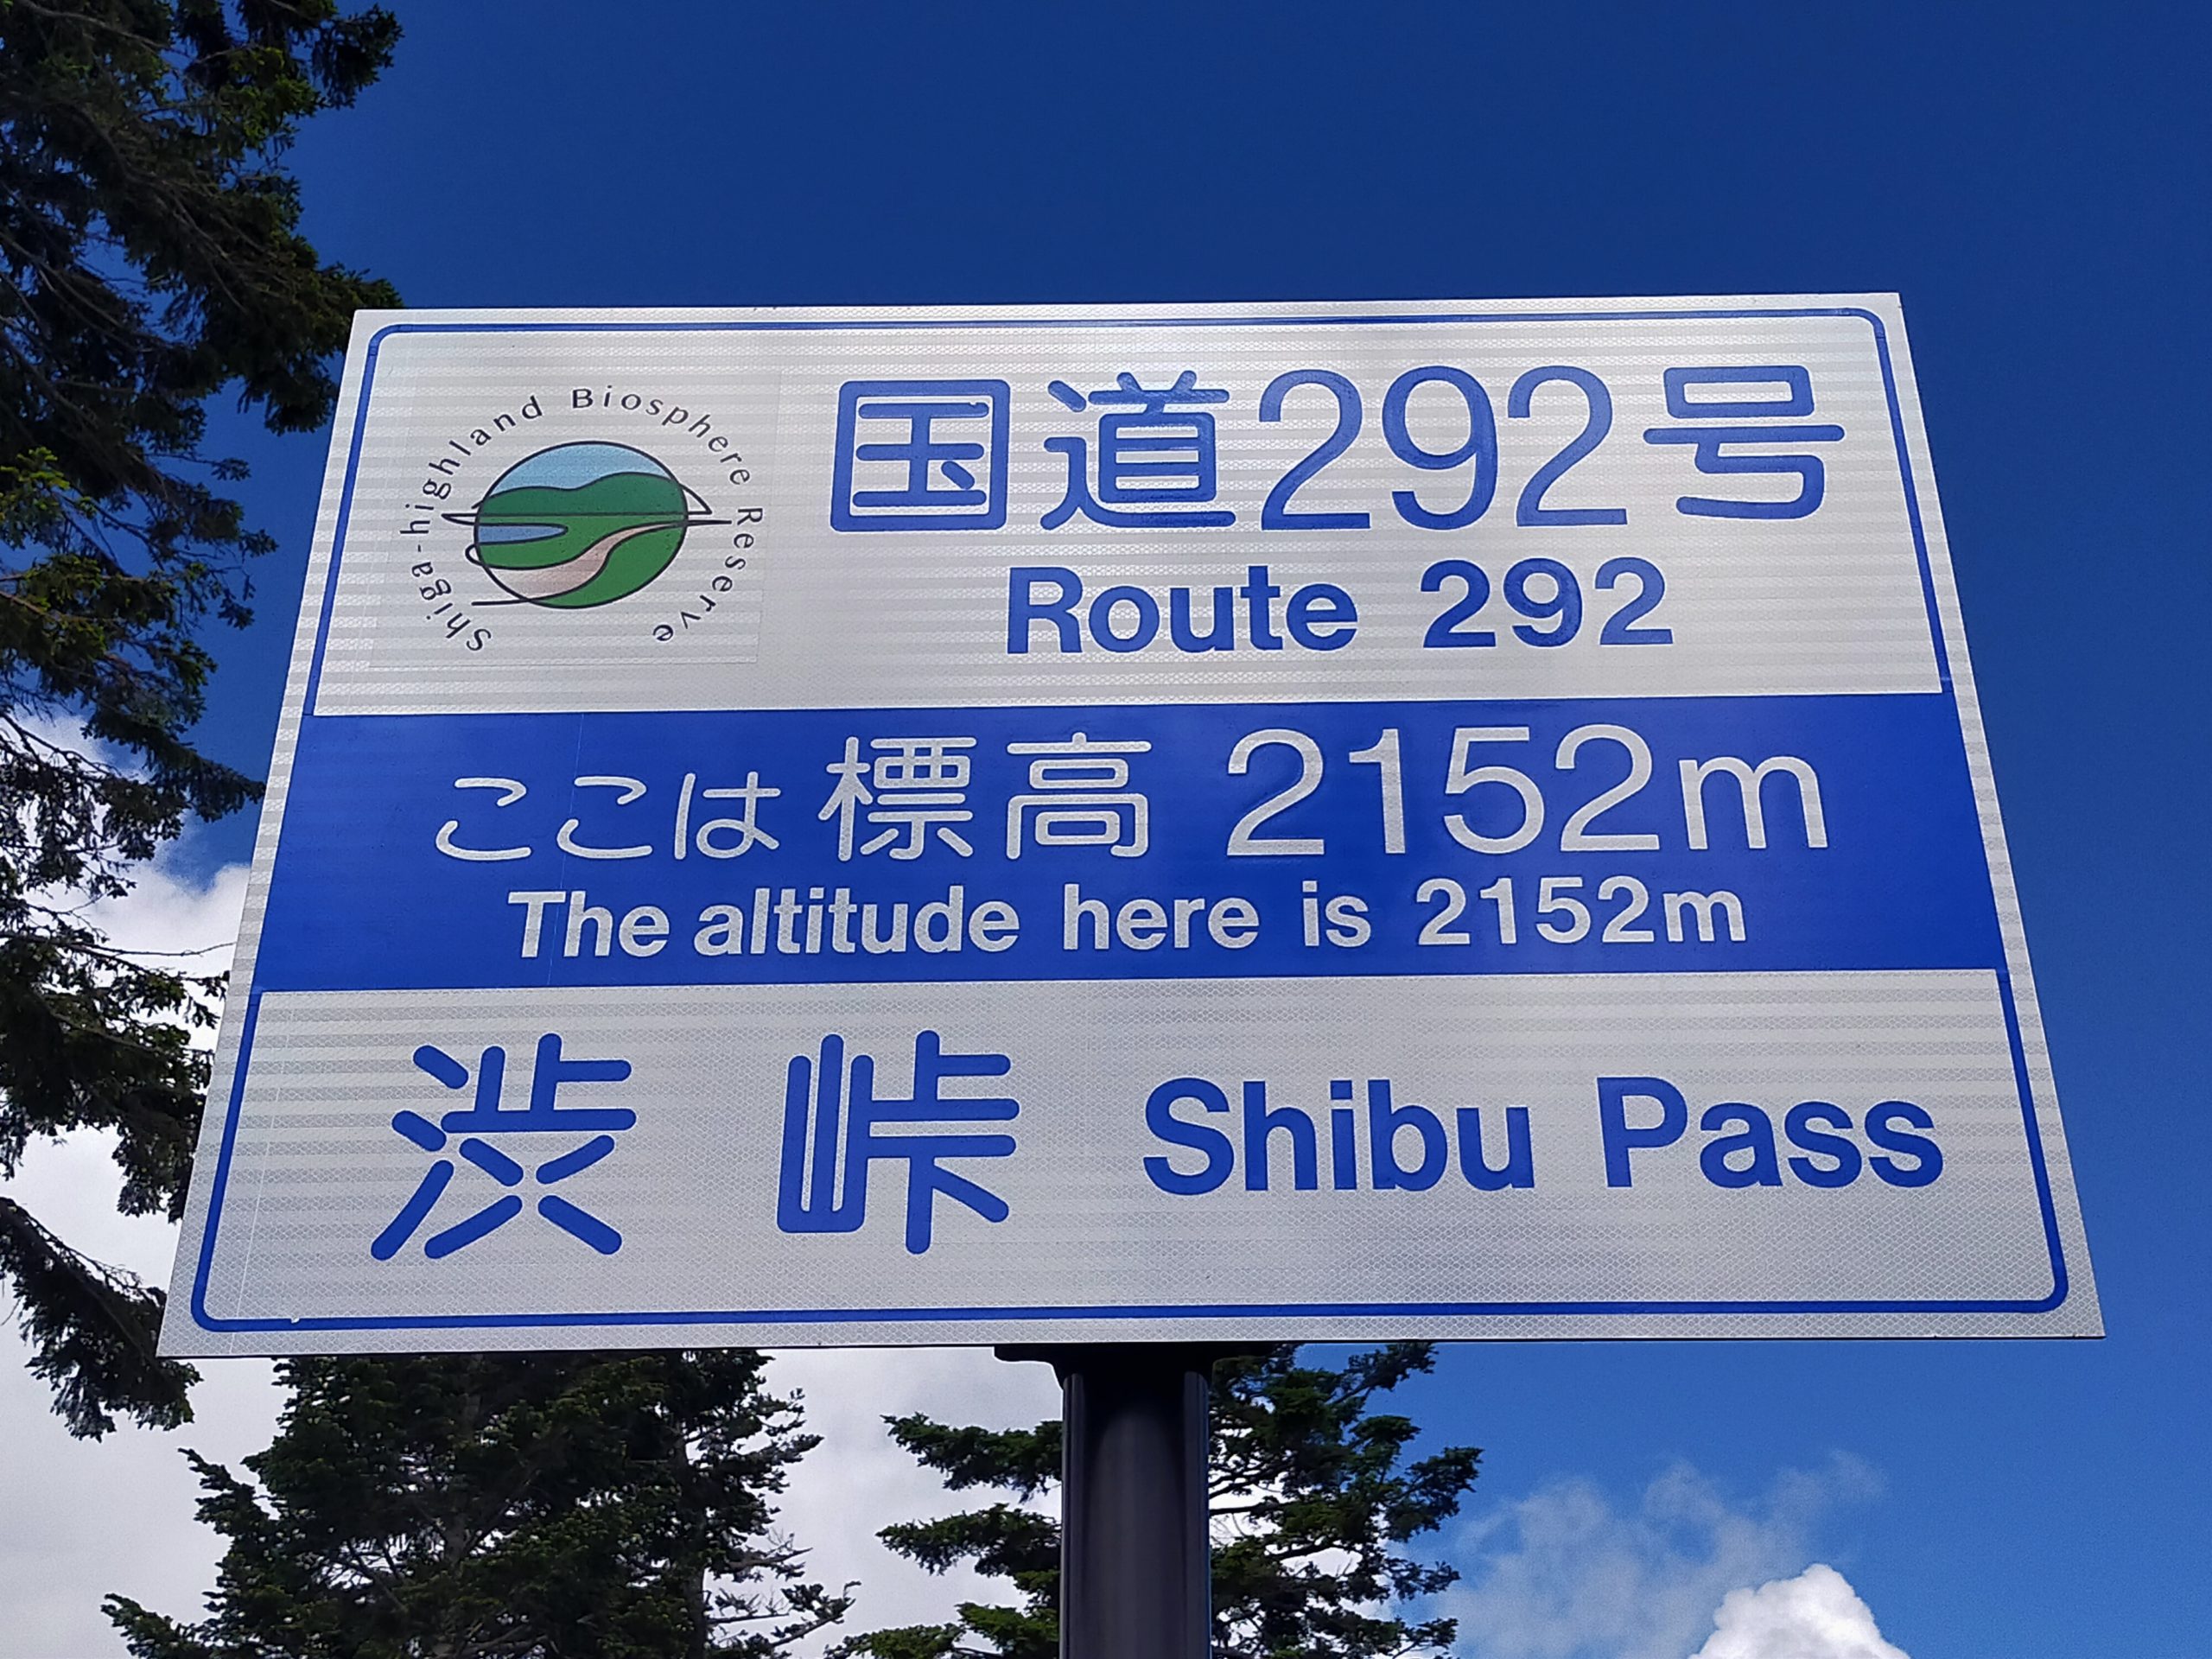 Shiga-highland Biosphere Reserve
国道292号
Route 292
ここは標高 2152m
The altitude here is 2152m
渋 峠 Shibu Pass